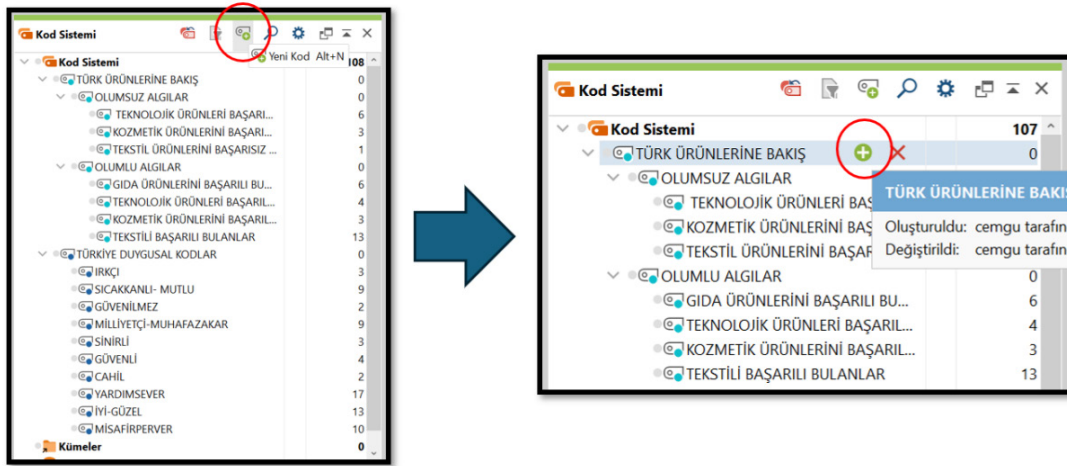 Kod Sistemi
Yeni Kod Alt+N
Kod Sistemi 108
TÜRK ÜRÜNLERİNE BAKIŞ 0
OLUMSUZ ALGILAR 0
TEKNOLOJİK ÜRÜNLERİ BAŞARI... 6
KOZMETİK ÜRÜNLERİNİ BAŞARI... 3
TEKSTİL ÜRÜNLERİNİ BAŞARISIZ ... 1
OLUMLU ALGILAR 0
GIDA ÜRÜNLERİNİ BAŞARILI BU... 6
TEKNOLOJİK ÜRÜNLERİ BAŞARIL... 4
KOZMETİK ÜRÜNLERİNİ BAŞARIL... 3
TEKSTİLİ BAŞARILI BULANLAR 13
TÜRKİYE DUYGUSAL KODLAR 0
IRKÇI 3
SICAKKANLI- MUTLU 9
GÜVENİLMEZ 2
MİLLİYETÇİ-MUHAFAZAKAR 9
SİNİRLİ 3
GÜVENLİ 4
CAHİL 2
YARDIMSEVER 17
İYİ-GÜZEL 13
MİSAFİRPERVER 10
Kümeler 0
Kod Sistemi
Kod Sistemi 107
TÜRK ÜRÜNLERİNE BAKIŞ 0
OLUMSUZ ALGILAR
TÜRK ÜRÜNLERİNE BAKIŞ
TEKNOLOJİK ÜRÜNLERİ BAŞ
KOZMETİK ÜRÜNLERİNİ BAŞ
Oluşturuldu: cemgu tarafın
TEKSTİL ÜRÜNLERİNİ BAŞAR
Değiştirildi: cemgu tarafın
OLUMLU ALGILAR 0
GIDA ÜRÜNLERİNİ BAŞARILI BU... 6
TEKNOLOJİK ÜRÜNLERİ BAŞARIL... 4
KOZMETİK ÜRÜNLERİNİ BAŞARIL... 3
TEKSTİLİ BAŞARILI BULANLAR 13